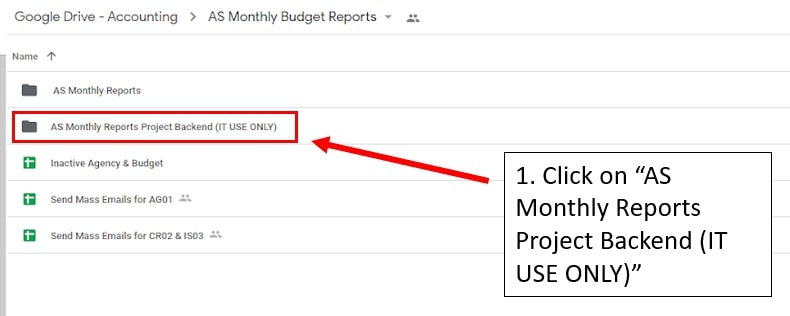 Google Drive - Accounting > AS Monthly Budget Reports
Name
AS Monthly Reports
AS Monthly Reports Project Backend (IT USE ONLY)
Inactive Agency & Budget
Send Mass Emails for AG01
Send Mass Emails for CR02 & IS03
1. Click on “AS
Monthly Reports
Project Backend (IT
USE ONLY)”